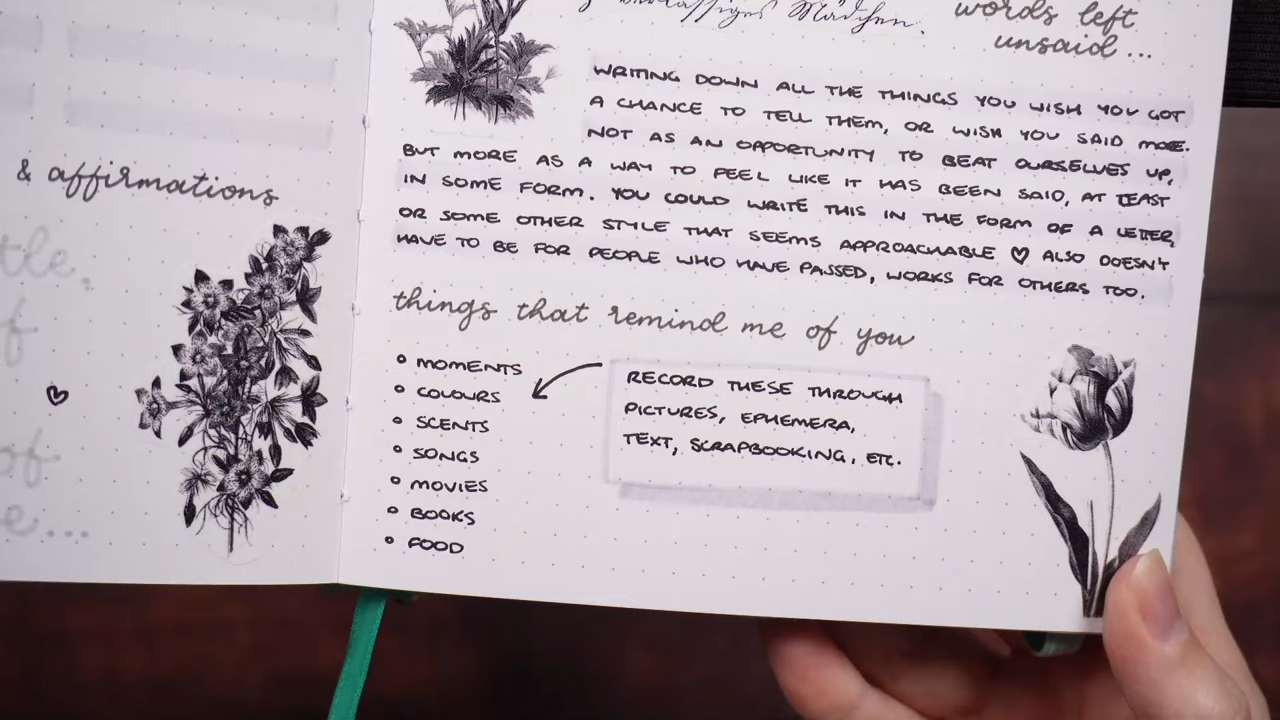 & affirmations
tle.
of
e...
verlässiges Mädchen.
words left
unsaid...
WRITING DOWN ALL THE THINGS YOU WISH YOU GOT
A CHANCE TO TELL THEM, OR WISH YOU SAID MORE.
NOT AS AN OPPORTUNITY TO BEAT OURSELVES UP,
BUT MORE AS A WAY TO FEEL LIKE IT HAS BEEN SAID, AT LEAST
IN SOME FORM. YOU COULD WRITE THIS IN THE FORM OF A LETTER,
OR SOME OTHER STYLE THAT SEEMS APPROACHABLE ♡ ALSO DOESN'T
HAVE TO BE FOR PEOPLE WHO HAVE PASSED, WORKS FOR OTHERS TOO.
things that remind me of you
MOMENTS
COLOURS
SCENTS
SONGS
MOVIES
BOOKS
FOOD
RECORD THESE THROUGH
PICTURES, EPHEMERA,
TEXT, SCRAPBOOKING, ETC.